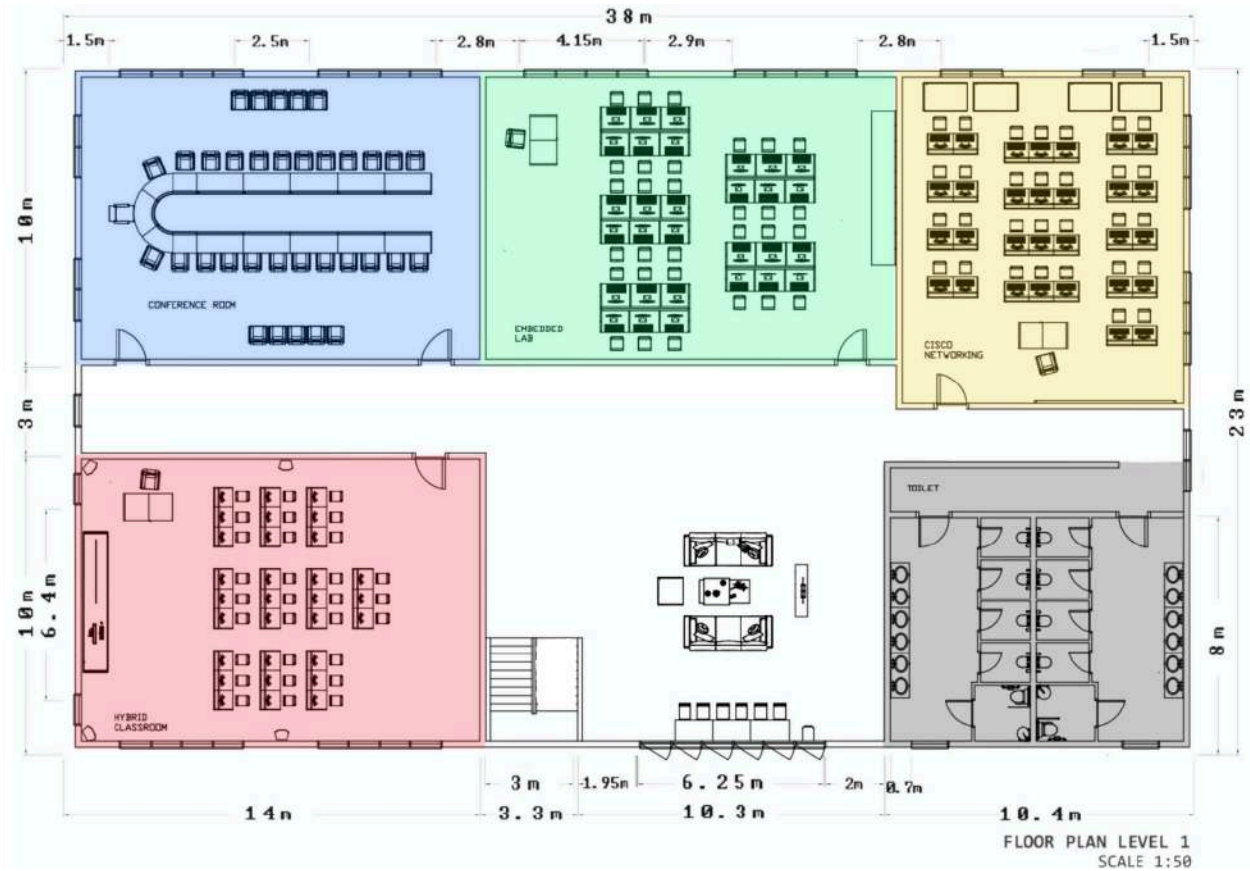 38m
1.5m 2.5m 2.8m 4.15m 2.9m 2.8m 1.5m
10m
CONFERENCE ROOM
EMBEDDED
LAB
CISCO
NETWORKING
3m
23m
TOILET
10m
6.4m
8m
HYBRID
CLASSROOM
3m 1.95m 6.25m 2m 0.7m
14m 3.3m 10.3m 10.4m
FLOOR PLAN LEVEL 1
SCALE 1:50